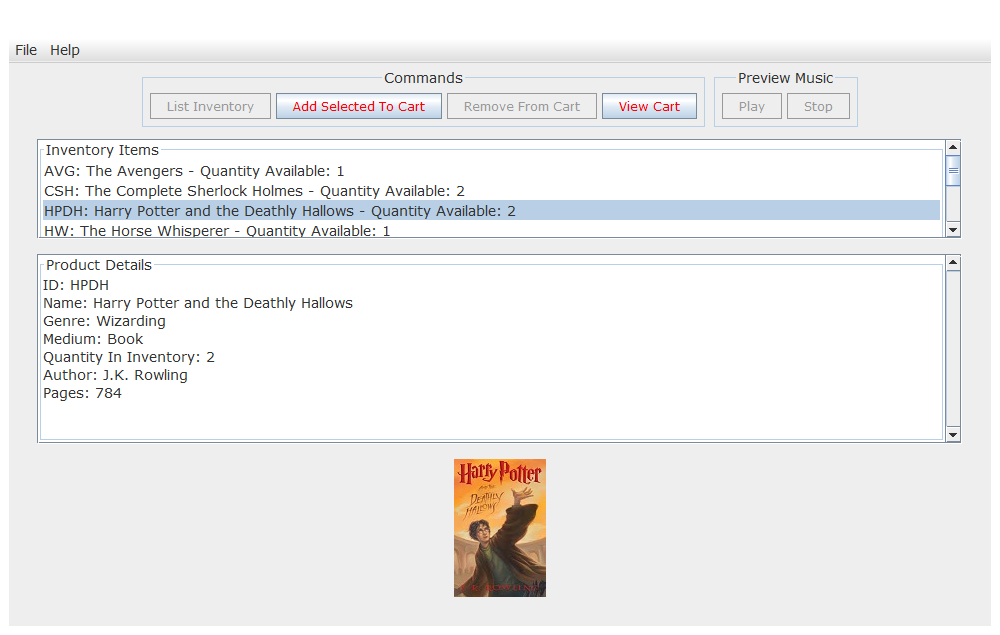 File Help
Commands
Preview Music
List Inventory Add Selected To Cart Remove From Cart View Cart Play Stop
Inventory Items
AVG: The Avengers - Quantity Available: 1
CSH: The Complete Sherlock Holmes - Quantity Available: 2
HPDH: Harry Potter and the Deathly Hallows - Quantity Available: 2
HW: The Horse Whisperer - Quantity Available: 1
Product Details
ID: HPDH
Name: Harry Potter and the Deathly Hallows
Genre: Wizarding
Medium: Book
Quantity In Inventory: 2
Author: J.K. Rowling
Pages: 784
Harry Potter
and the
Deathly
Hallows